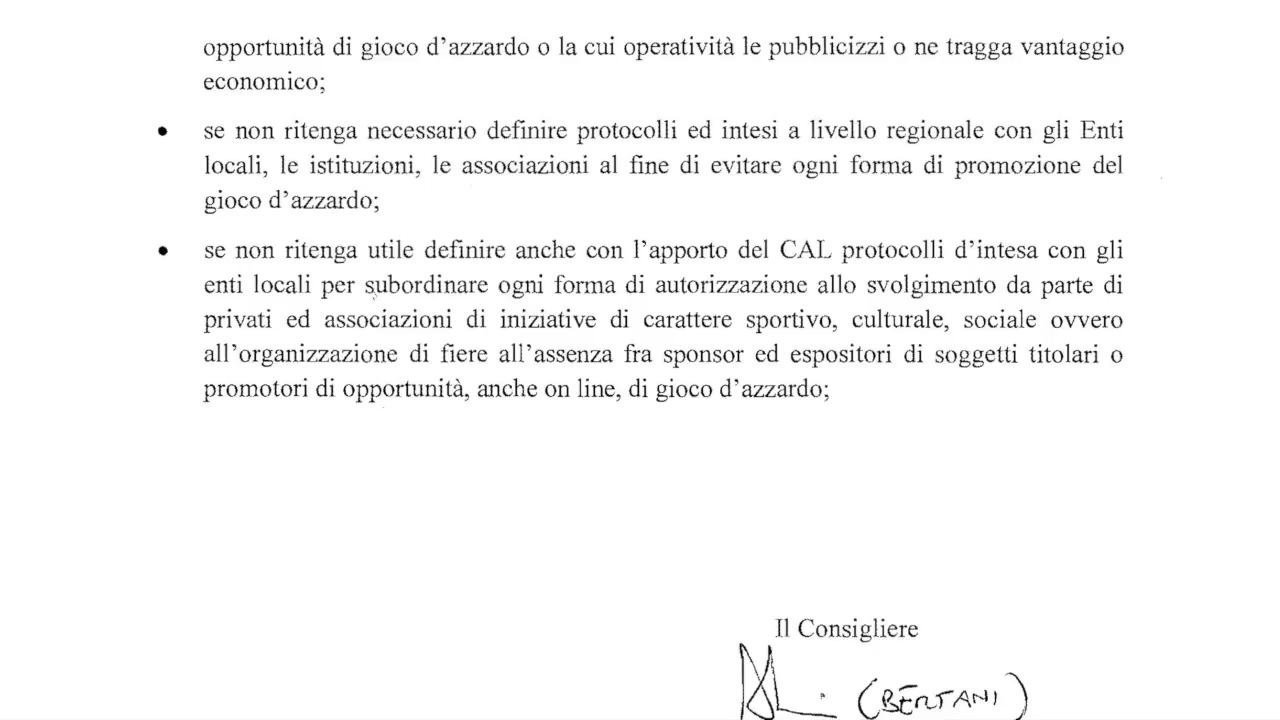 opportunità di gioco d'azzardo o la cui operatività le pubblicizzi o ne tragga vantaggio
economico;
• se non ritenga necessario definire protocolli ed intesi a livello regionale con gli Enti
locali, le istituzioni, le associazioni al fine di evitare ogni forma di promozione del
gioco d'azzardo;
• se non ritenga utile definire anche con l'apporto del CAL protocolli d'intesa con gli
enti locali per subordinare ogni forma di autorizzazione allo svolgimento da parte di
privati ed associazioni di iniziative di carattere sportivo, culturale, sociale ovvero
all'organizzazione di fiere all'assenza fra sponsor ed espositori di soggetti titolari o
promotori di opportunità, anche on line, di gioco d'azzardo;
Il Consigliere
(BERTANI)